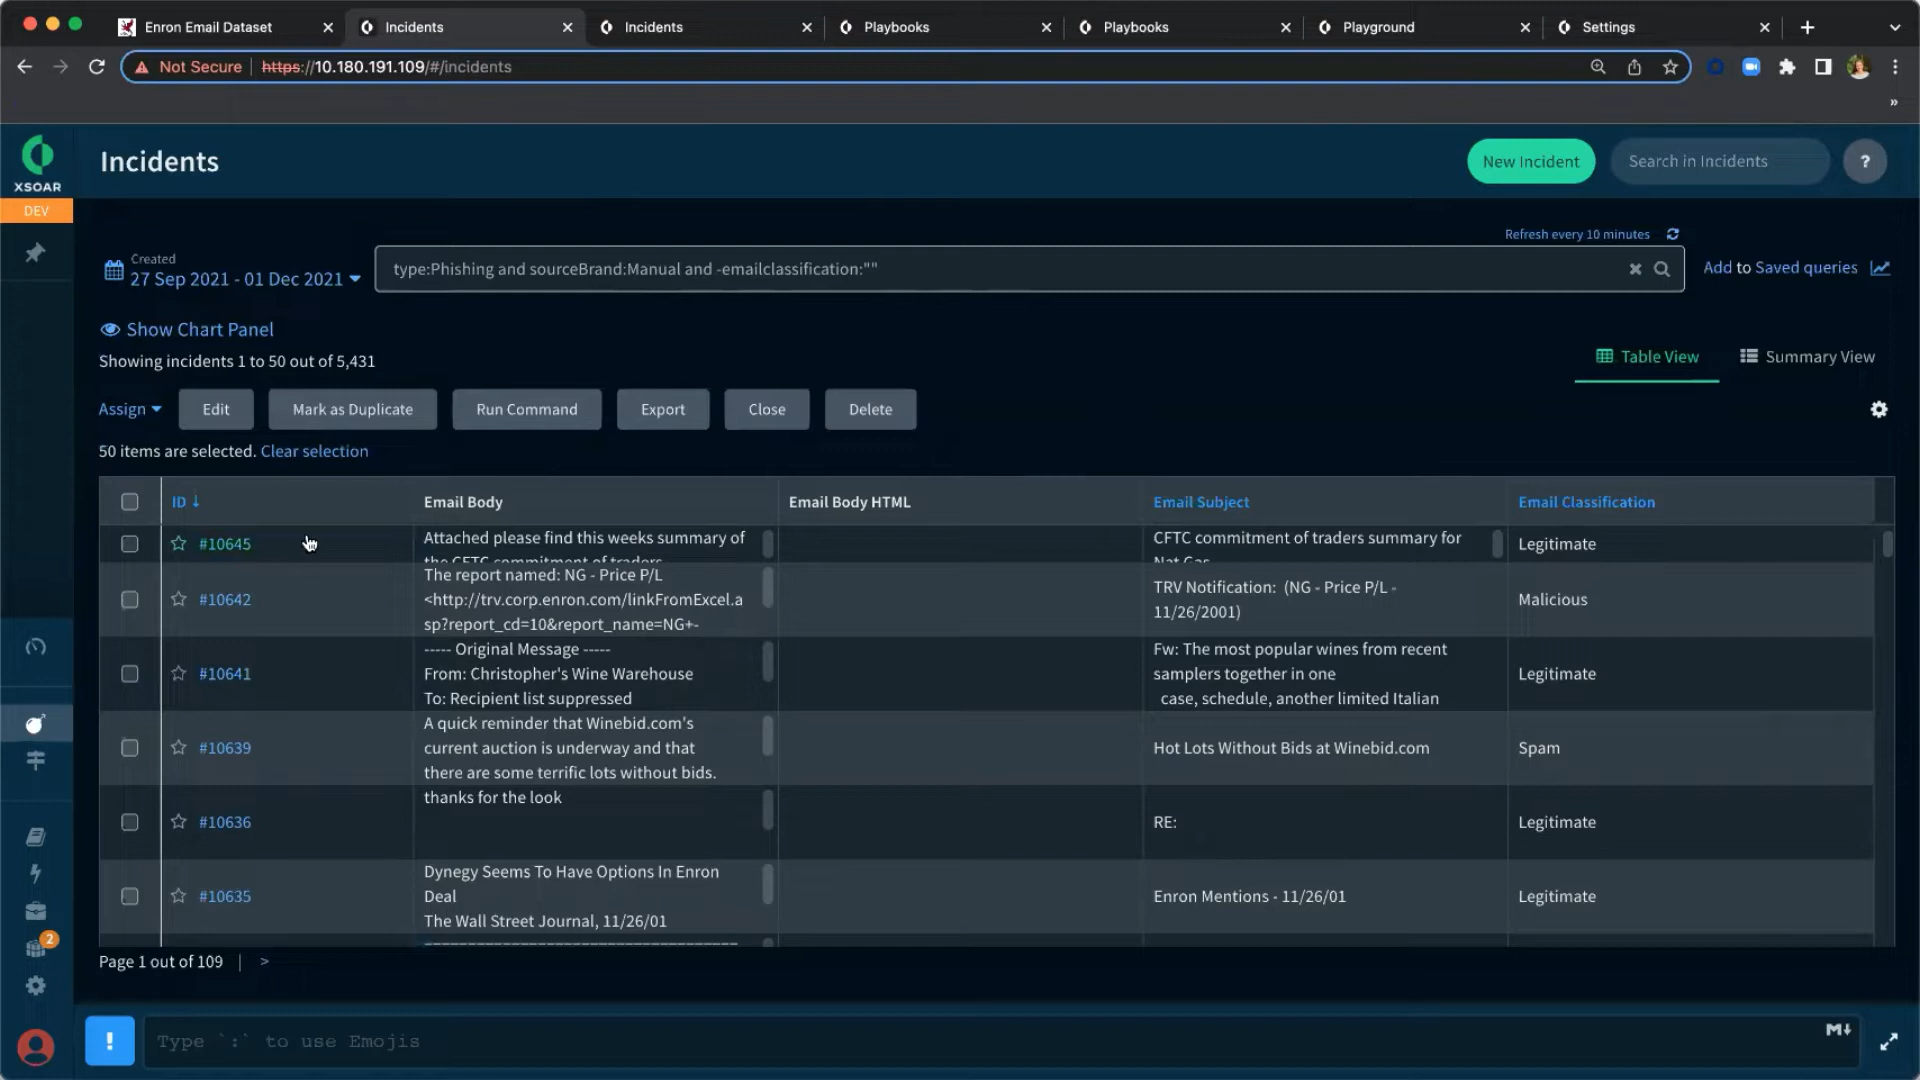 Enron Email Dataset
Incidents
Incidents
Playbooks
Playbooks
Playground
Settings
Not Secure | https://10.180.191.109/#/incidents
»
XSOAR
DEV
Incidents
New Incident
Search in Incidents
?
Refresh every 10 minutes
Created
27 Sep 2021 - 01 Dec 2021
type:Phishing and sourceBrand:Manual and -emailclassification:""
Add to Saved queries
Show Chart Panel
Showing incidents 1 to 50 out of 5,431
Table View
Summary View
Assign
Edit
Mark as Duplicate
Run Command
Export
Close
Delete
50 items are selected. Clear selection
ID ↓
Email Body
Email Body HTML
Email Subject
Email Classification
#10645
Attached please find this weeks summary of
the CFTC commitment of traders
CFTC commitment of traders summary for
Nat Gas
Legitimate
#10642
The report named: NG - Price P/L
<http://trv.corp.enron.com/linkFromExcel.a
sp?report_cd=10&report_name=NG+-
TRV Notification: (NG - Price P/L -
11/26/2001)
Malicious
#10641
----- Original Message -----
From: Christopher's Wine Warehouse
To: Recipient list suppressed
Fw: The most popular wines from recent
samplers together in one
case, schedule, another limited Italian
Legitimate
#10639
A quick reminder that Winebid.com's
current auction is underway and that
there are some terrific lots without bids.
Hot Lots Without Bids at Winebid.com
Spam
#10636
thanks for the look
RE:
Legitimate
#10635
Dynegy Seems To Have Options In Enron
Deal
The Wall Street Journal, 11/26/01
Enron Mentions - 11/26/01
Legitimate
Page 1 out of 109 | >
2
!
Type `:` to use Emojis
M↓